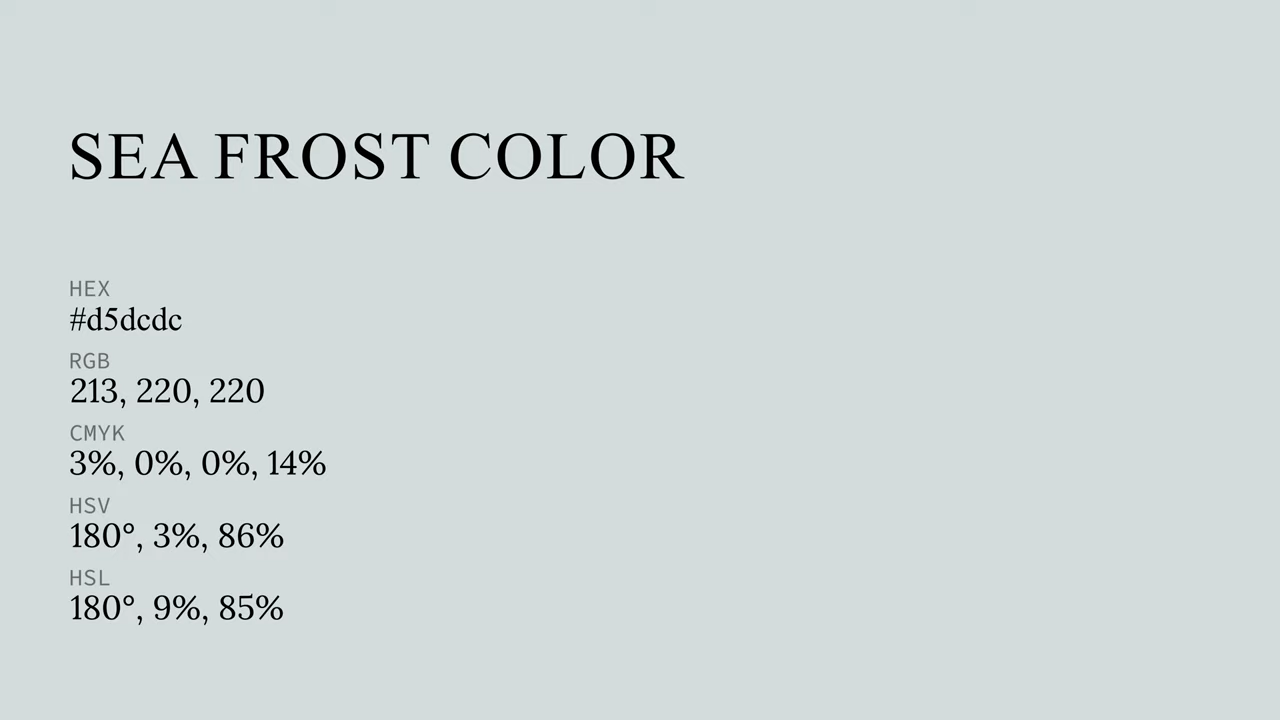 SEA FROST COLOR
HEX
#d5dcdc
RGB
213, 220, 220
CMYK
3%, 0%, 0%, 14%
HSV
180°, 3%, 86%
HSL
180°, 9%, 85%